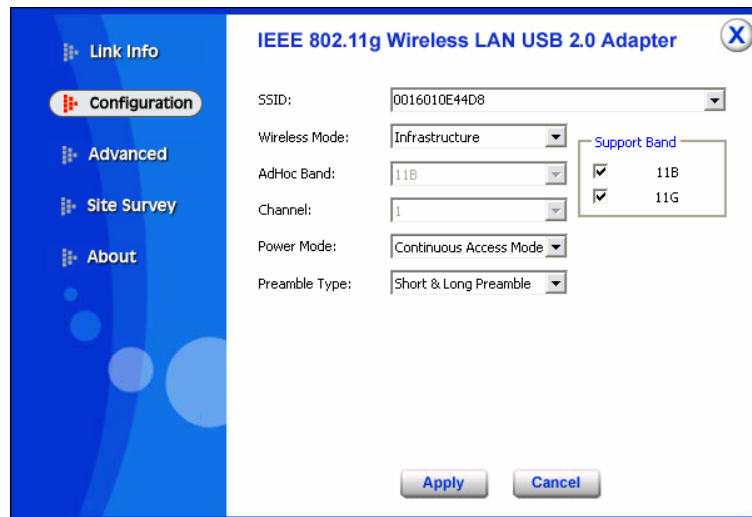 IEEE 802.11g Wireless LAN USB 2.0 Adapter
X
Link Info
Configuration
Advanced
Site Survey
About
SSID: 0016010E44D8
Wireless Mode: Infrastructure
AdHoc Band: 11B
Channel: 1
Power Mode: Continuous Access Mode
Preamble Type: Short & Long Preamble
Support Band
11B
11G
Apply Cancel